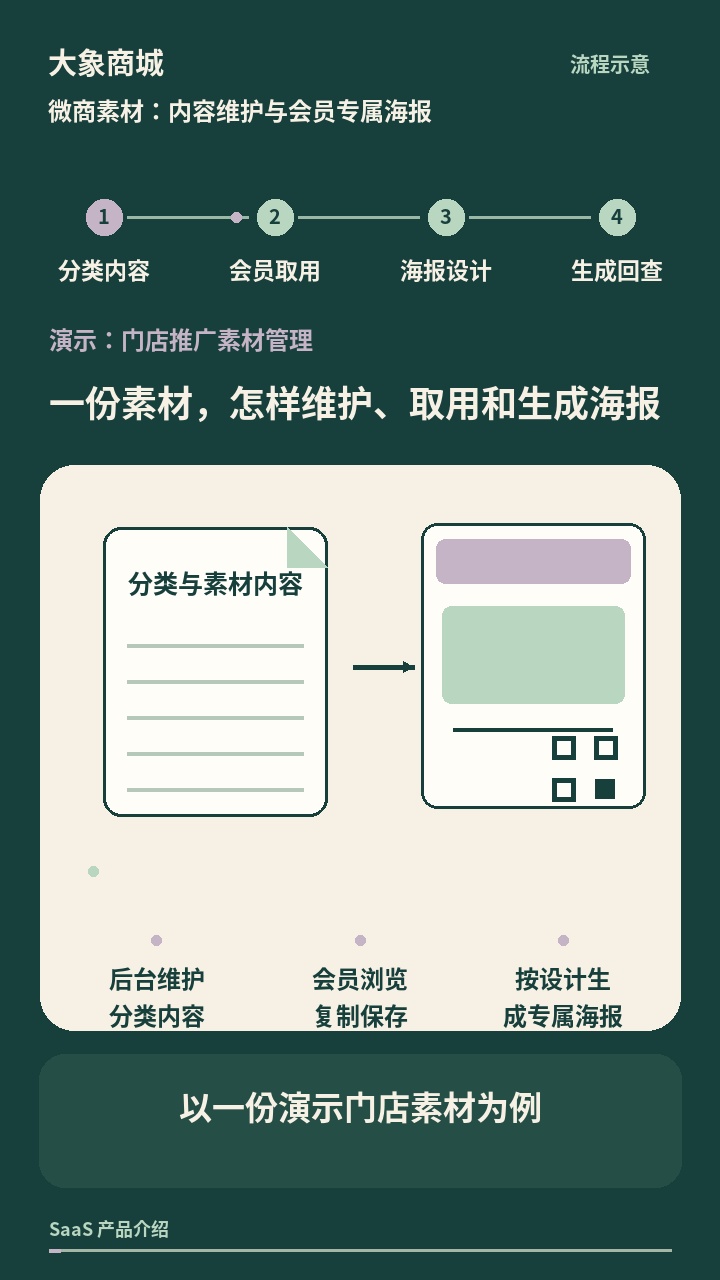 大象商城
流程示意
微商素材：内容维护与会员专属海报
1
2
3
4
分类内容
会员取用
海报设计
生成回查
演示：门店推广素材管理
一份素材，怎样维护、取用和生成海报
分类与素材内容
后台维护
分类内容
会员浏览
复制保存
按设计生
成专属海报
以一份演示门店素材为例
SaaS 产品介绍